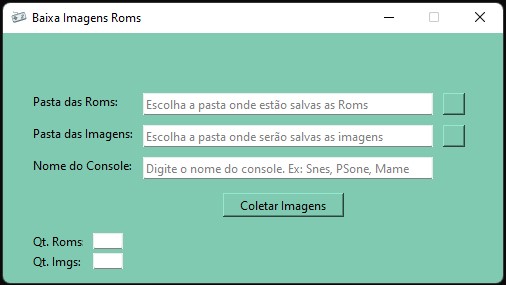 Baixa Imagens Roms
Pasta das Roms: Escolha a pasta onde estão salvas as Roms
Pasta das Imagens: Escolha a pasta onde serão salvas as imagens
Nome do Console: Digite o nome do console. Ex: Snes, PSone, Mame
Coletar Imagens
Qt. Roms:
Qt. Imgs: